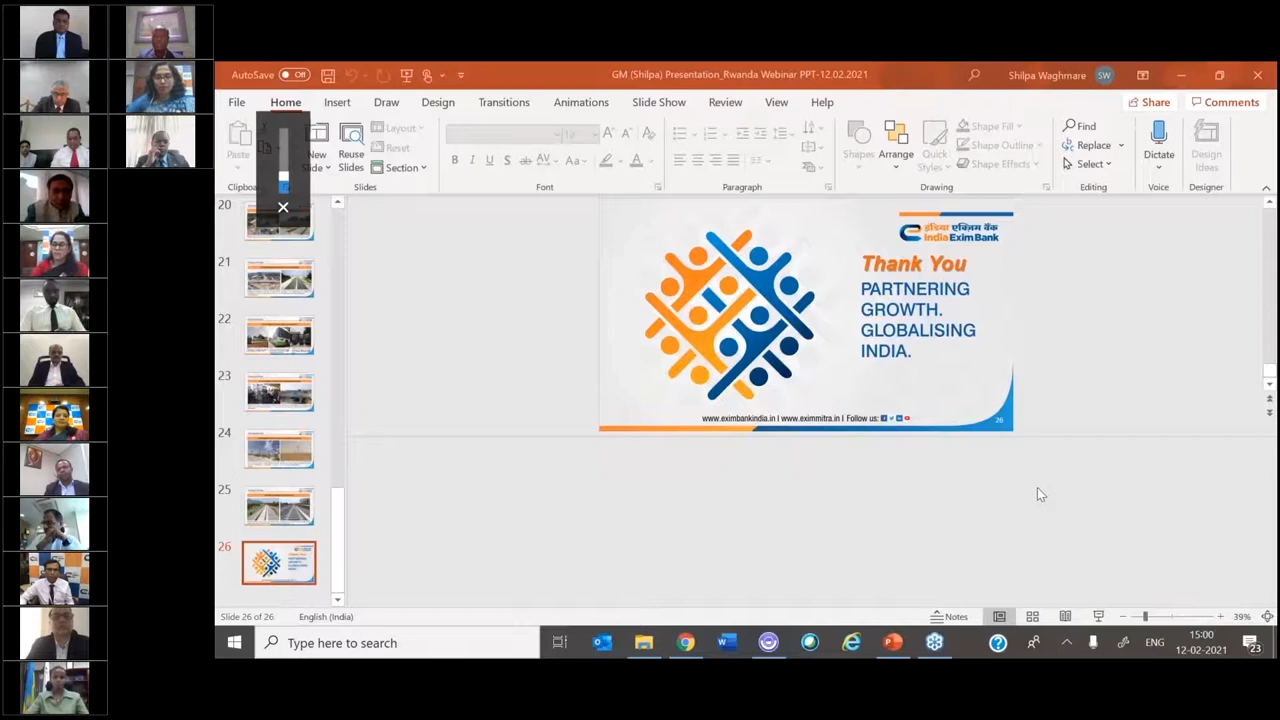 AutoSave Off
GM (Shilpa) Presentation_Rwanda Webinar PPT-12.02.2021
Shilpa Waghmare SW
File Home Insert Draw Design Transitions Animations Slide Show Review View Help
Share Comments
Paste
New
Slide
Reuse
Slides
Layout
Reset
Section
B I U S ab AV Aa A
Shapes
Arrange
Quick
Styles
Shape Fill
Shape Outline
Shape Effects
Find
Replace
Select
Dictate
Design
Ideas
Slides Font Paragraph Drawing Editing Voice Designer
20
21
22
23
24
25
26
इंडिया एक्ज़िम बैंक
India Exim Bank
Thank You
PARTNERING
GROWTH.
GLOBALISING
INDIA.
www.eximbankindia.in I www.eximmitra.in I Follow us:
26
Slide 26 of 26 English (India) Notes 39%
Type here to search
ENG
15:00
12-02-2021
23